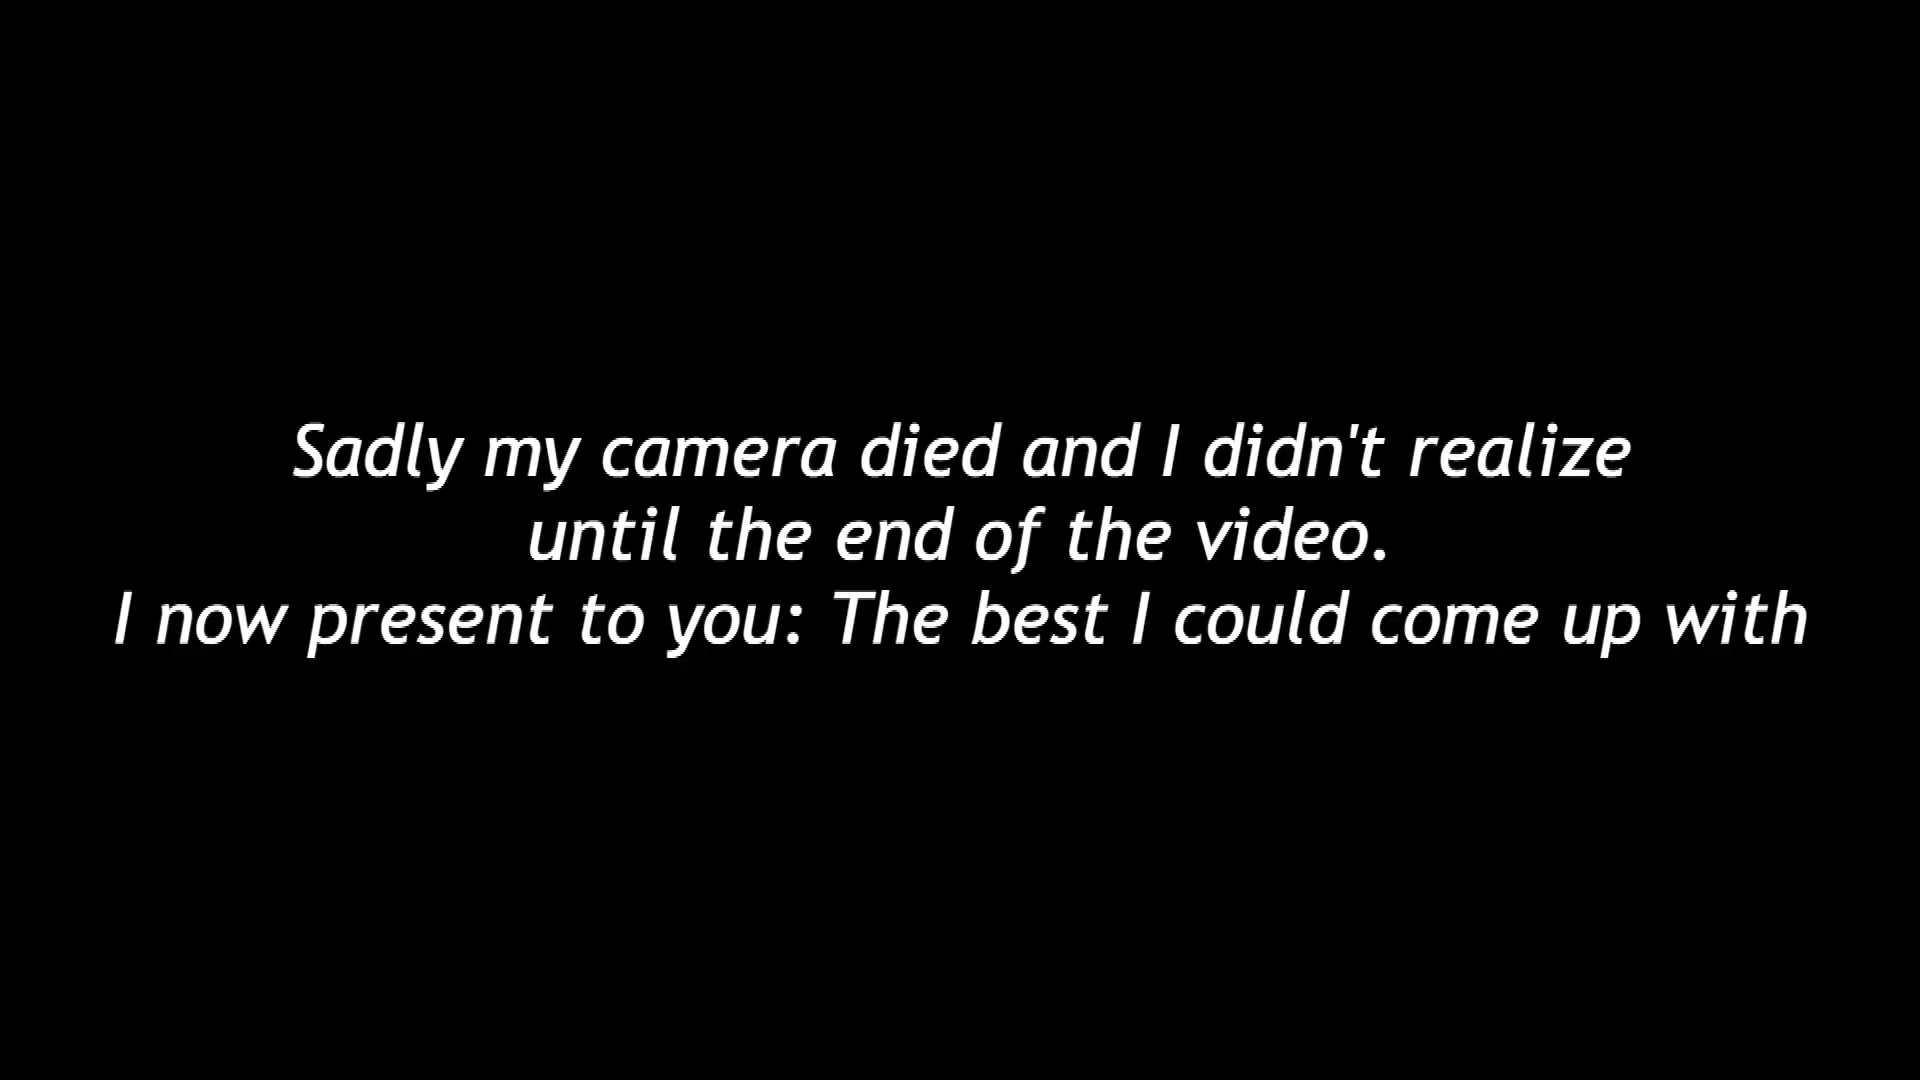 Sadly my camera died and I didn't realize
until the end of the video.
I now present to you: The best I could come up with